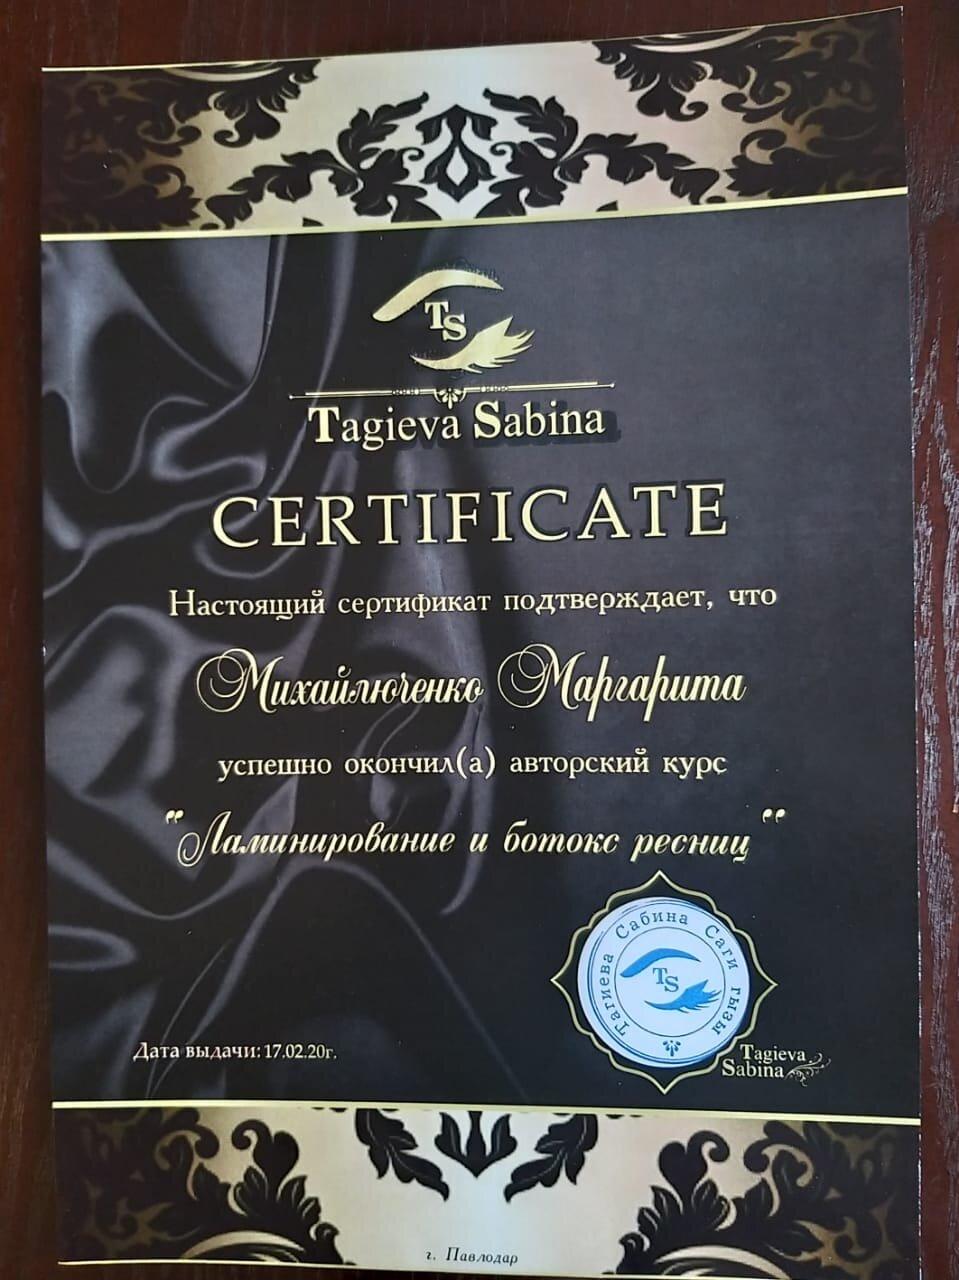 TS
Tagieva Sabina
CERTIFICATE
Настоящий сертификат подтверждает, что
Михайлюченко Маргарита
успешно окончил(а) авторский курс
"Ламинирование и ботокс ресниц"
Тагиева Сабина Саги гызы
TS
Дата выдачи: 17.02.20г.
Tagieva
Sabina
г. Павлодар